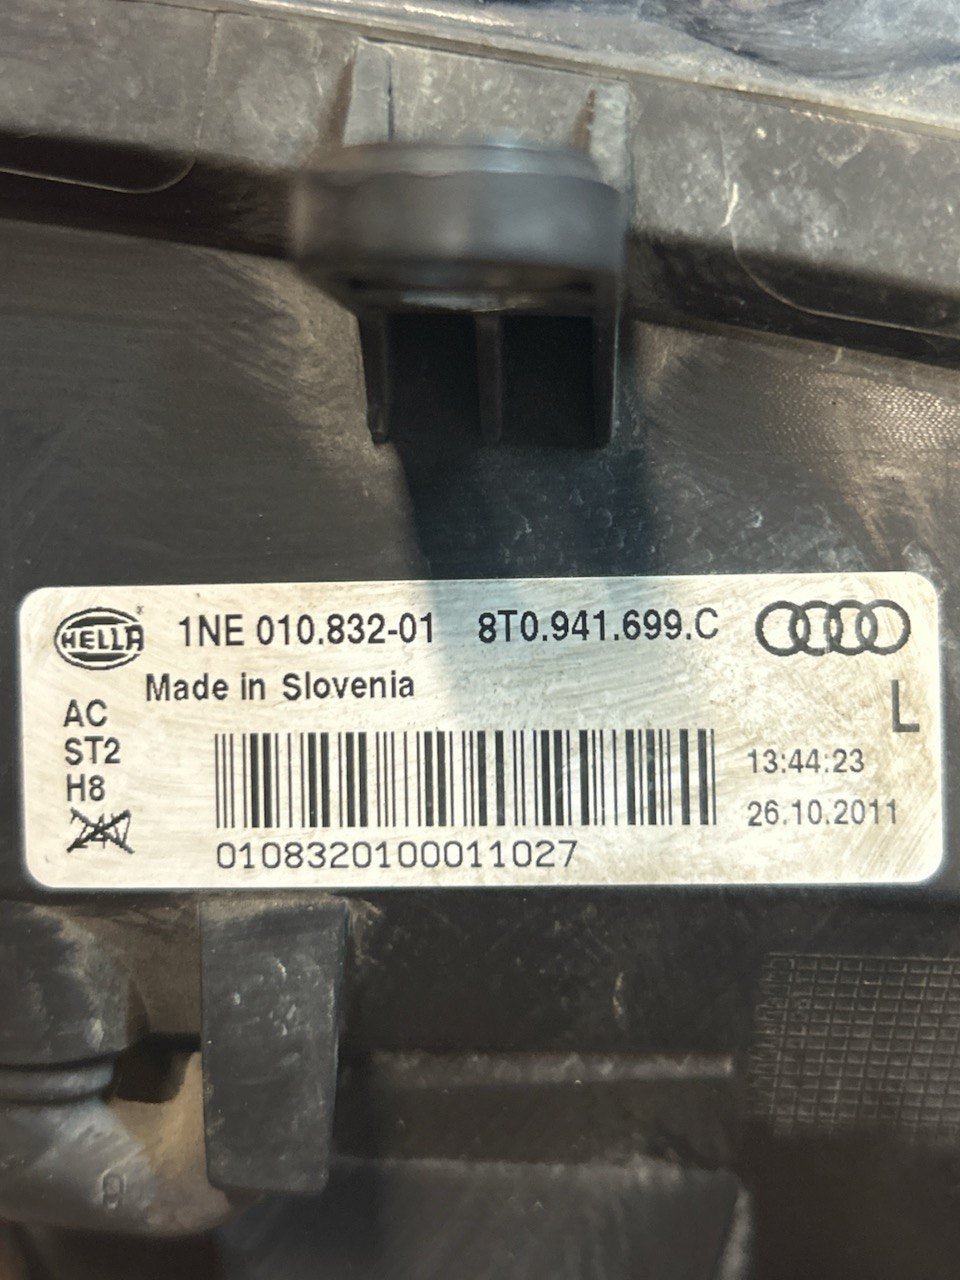 HELLA 1NE 010.832-01 8T0.941.699.C
Made in Slovenia
L
AC
ST2
H8
13:44:23
26.10.2011
0108320100011027
8